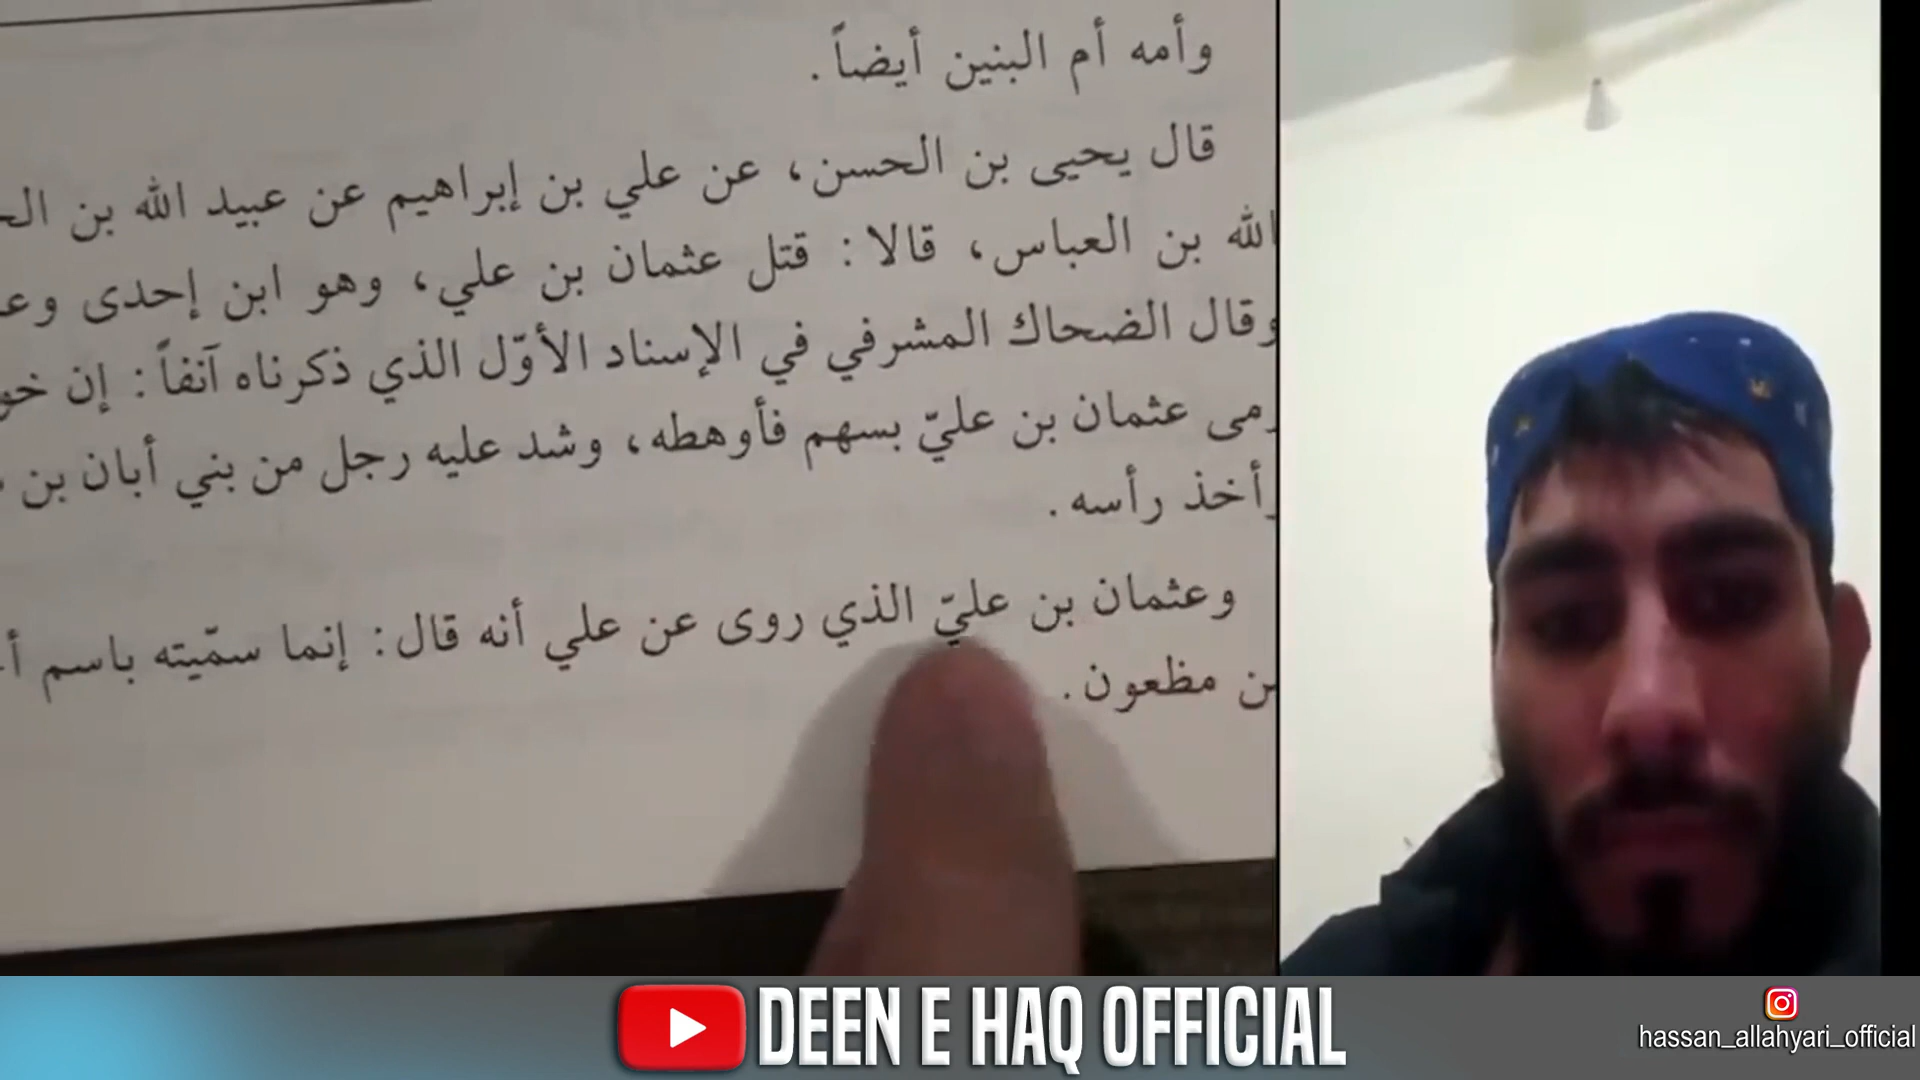 وأمه أم البنين أيضاً.
قال يحيى بن الحسن، عن علي بن إبراهيم عن عبيد الله بن
الله بن العباس، قالا: قتل عثمان بن علي، وهو ابن إحدى
وقال الضحاك المشرفي في الإسناد الأوّل الذي ذكرناه آنفاً: إن
رمى عثمان بن عليّ بسهم فأوهطه، وشد عليه رجل من بني أبان بن
وأخذ رأسه.
وعثمان بن عليّ الذي روى عن علي أنه قال: إنما سمّيته باسم
بن مظعون.
DEEN E HAQ OFFICIAL
hassan_allahyari_official